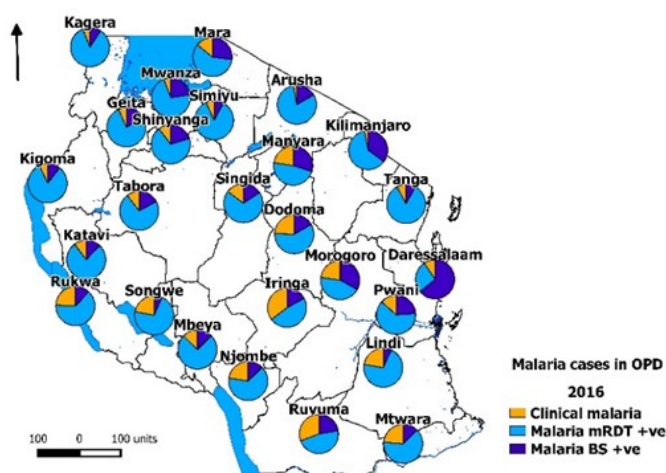 Kagera
Mara
Mwanza
Arusha
Geita
Simiyu
Shinyanga
Kilimanjaro
Manyara
Kigoma
Tabora
Singida
Tanga
Dodoma
Katavi
Morogoro
Daressalaam
Rukwa
Songwe
Iringa
Pwani
Mbeya
Lindi
Njombe
Ruvuma
Mtwara
Malaria cases in OPD
2016
Clinical malaria
Malaria mRDT +ve
Malaria BS +ve
100 0 100 units